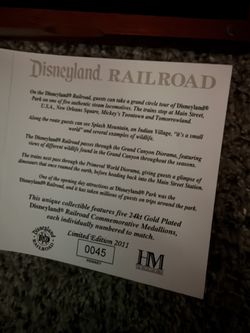 Disneyland RAILROAD
On the Disneyland® Railroad, guests can take a grand circle tour of Disneyland®
Park on one of five authentic steam locomotives. The trains stop at Main Street,
U.S.A., New Orleans Square, Mickey's Toontown and Tomorrowland.
Along the route guests can see Splash Mountain, an Indian Village, "it's a small
world" and several examples of wildlife.
The Disneyland Railroad passes through the Grand Canyon Diorama, featuring
views of different wildlife found in the Grand Canyon throughout the seasons.
The trains next pass through the Primeval World Diorama, giving guests a glimpse of
dinosaurs that once roamed the earth, before heading back into the Main Street Station.
One of the opening day attractions at Disneyland® Park was the
Disneyland® Railroad, and it has taken millions of guests on trips around the park.
This unique collectible features five 24kt Gold Plated
Disneyland® Railroad Commemorative Medallions,
each individually numbered to match.
Limited Edition 2011
0045
Disneyland
RAILROAD
HM